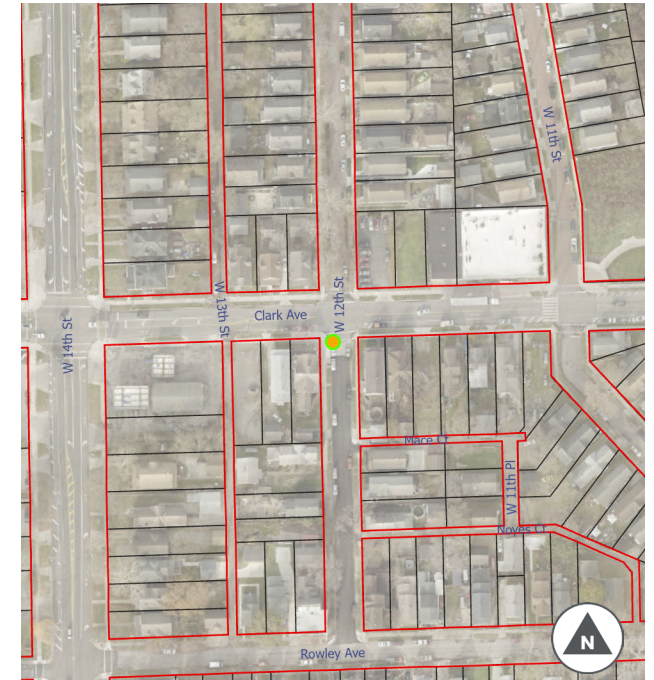 W 11th St
W 13th St
W 12th St
Clark Ave
W 14th St
Mace Ct
W 11th Pl
Noyes Ct
N
Rowley Ave